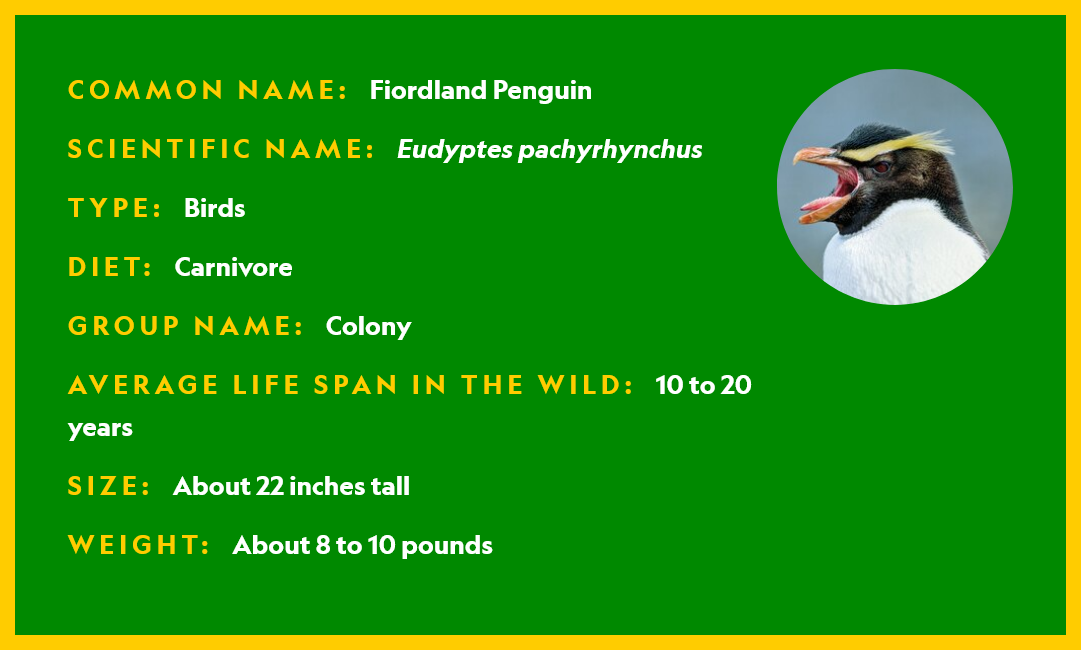 COMMON NAME: Fiordland Penguin
SCIENTIFIC NAME: Eudyptes pachyrhynchus
TYPE: Birds
DIET: Carnivore
GROUP NAME: Colony
AVERAGE LIFE SPAN IN THE WILD: 10 to 20
years
SIZE: About 22 inches tall
WEIGHT: About 8 to 10 pounds